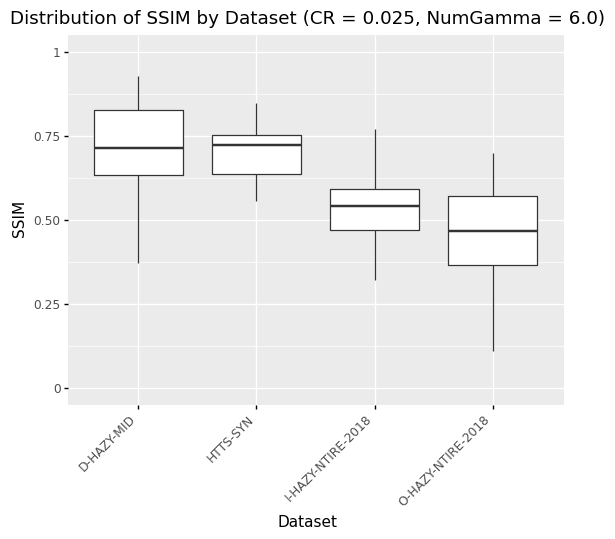 Distribution of SSIM by Dataset (CR = 0.025, NumGamma = 6.0)
1
0.75
0.50
0.25
0
SSIM
D-HAZY-MID
HTTS-SYN
I-HAZY-NTIRE-2018
O-HAZY-NTIRE-2018
Dataset